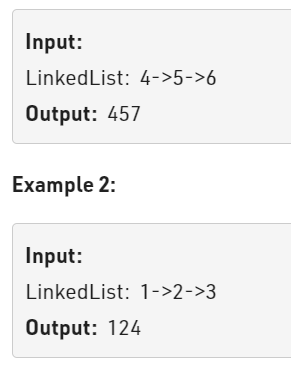 Input:
LinkedList: 4->5->6
Output: 457
Example 2:
Input:
LinkedList: 1->2->3
Output: 124